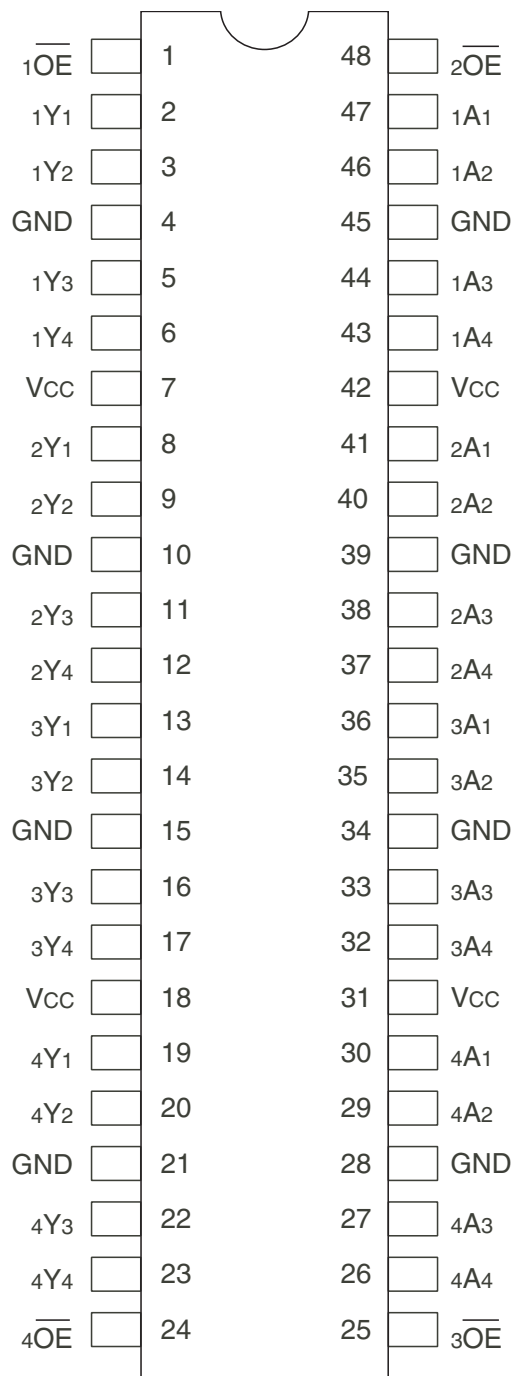 1OE 1 48 2OE
1Y1 2 47 1A1
1Y2 3 46 1A2
GND 4 45 GND
1Y3 5 44 1A3
1Y4 6 43 1A4
VCC 7 42 VCC
2Y1 8 41 2A1
2Y2 9 40 2A2
GND 10 39 GND
2Y3 11 38 2A3
2Y4 12 37 2A4
3Y1 13 36 3A1
3Y2 14 35 3A2
GND 15 34 GND
3Y3 16 33 3A3
3Y4 17 32 3A4
VCC 18 31 VCC
4Y1 19 30 4A1
4Y2 20 29 4A2
GND 21 28 GND
4Y3 22 27 4A3
4Y4 23 26 4A4
4OE 24 25 3OE